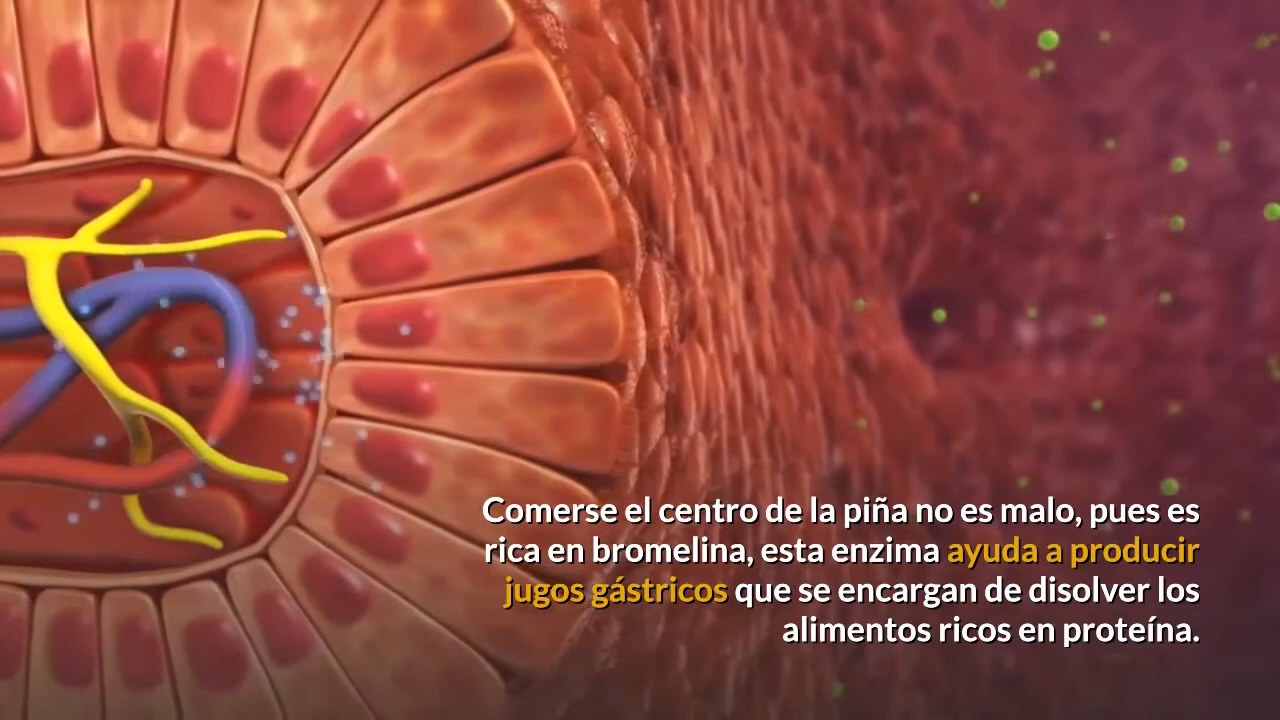 Comerse el centro de la piña no es malo, pues es
rica en bromelina, esta enzima ayuda a producir
jugos gástricos que se encargan de disolver los
alimentos ricos en proteína.